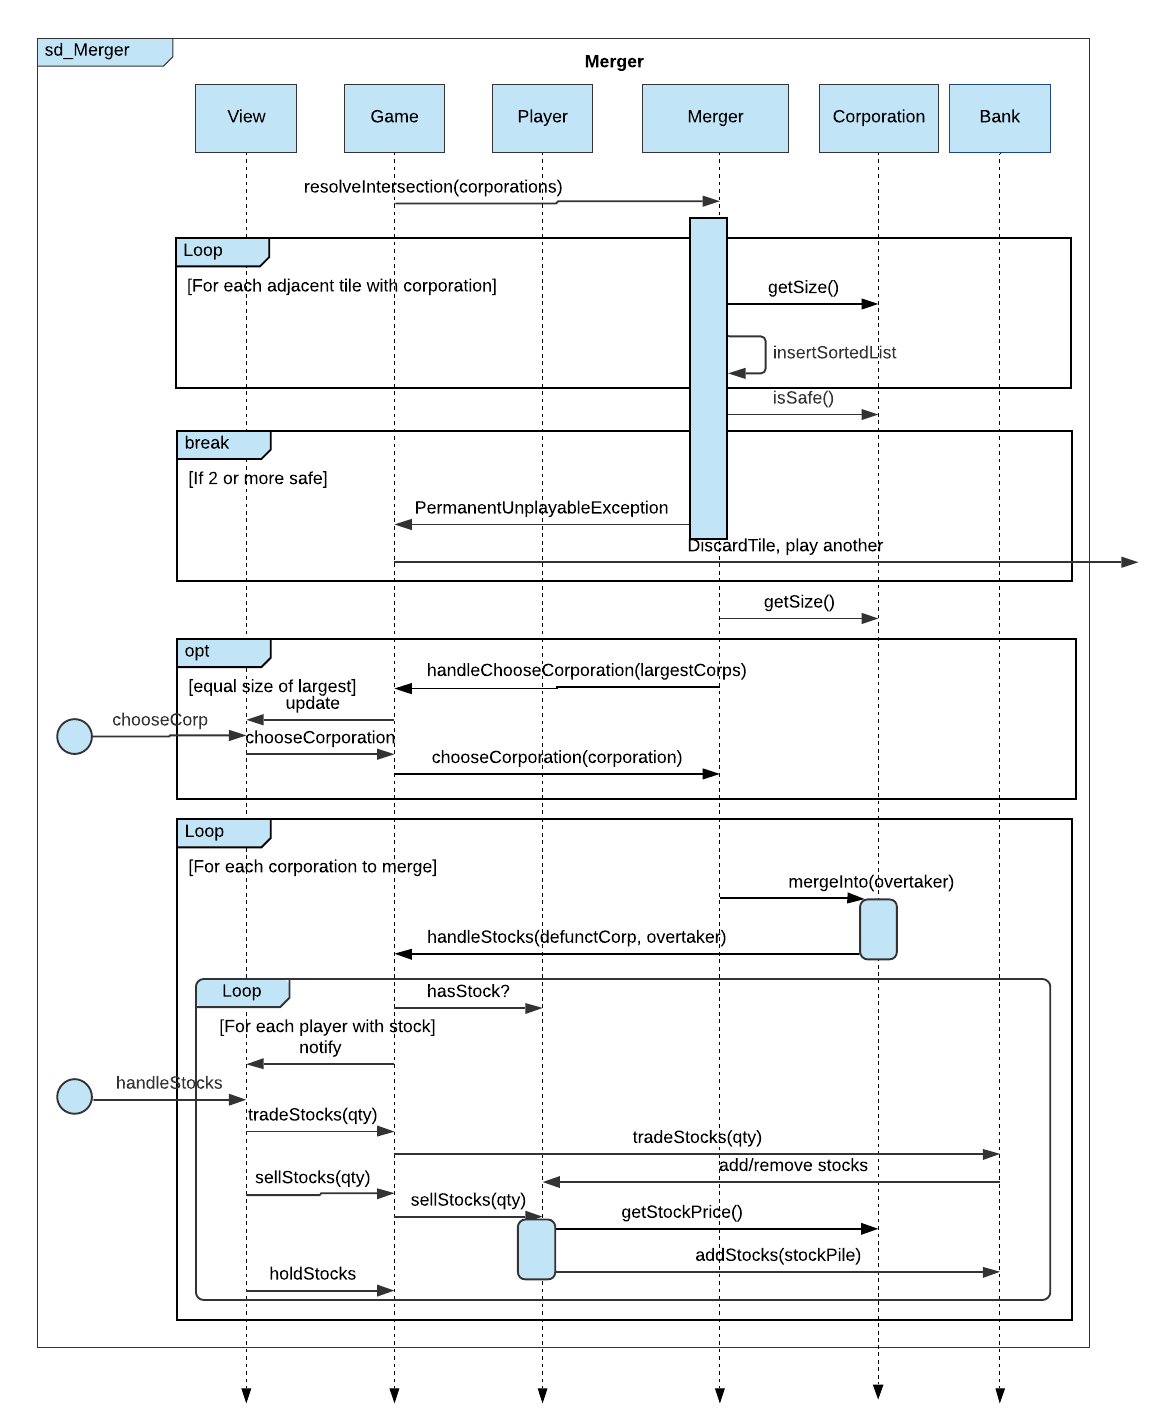 sd_Merger
Merger
View
Game
Player
Merger
Corporation
Bank
resolveIntersection(corporations)
Loop
[For each adjacent tile with corporation]
getSize()
insertSortedList
isSafe()
break
[If 2 or more safe]
PermanentUnplayableException
DiscardTile, play another
getSize()
opt
handleChooseCorporation(largestCorps)
[equal size of largest]
update
chooseCorp
chooseCorporation
chooseCorporation(corporation)
Loop
[For each corporation to merge]
mergeInto(overtaker)
handleStocks(defunctCorp, overtaker)
Loop
hasStock?
[For each player with stock]
notify
handleStocks
tradeStocks(qty)
tradeStocks(qty)
add/remove stocks
sellStocks(qty)
sellStocks(qty)
getStockPrice()
addStocks(stockPile)
holdStocks